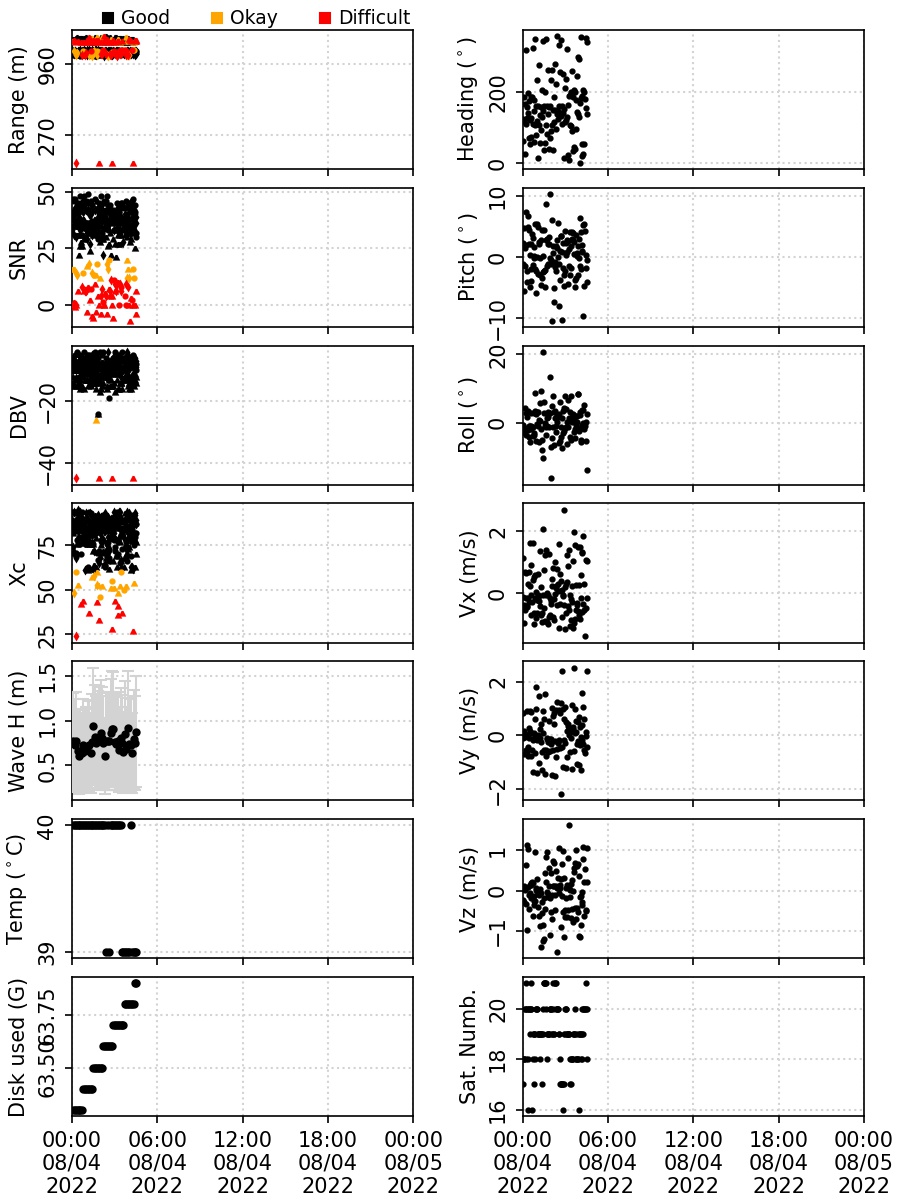 Good Okay Difficult
Range (m)
960
270
Heading (°)
200
0
SNR
50
25
0
Pitch (°)
10
0
−10
DBV
−20
−40
Roll (°)
20
0
Xc
75
50
25
Vx (m/s)
2
0
Wave H (m)
1.5
1.0
0.5
Vy (m/s)
2
0
−2
Temp (°C)
40
39
Vz (m/s)
1
0
−1
Disk used (G)
63.75
63.50
Sat. Numb.
20
18
16
00:00 06:00 12:00 18:00 00:00
08/04 08/04 08/04 08/04 08/05
2022 2022 2022 2022 2022
00:00 06:00 12:00 18:00 00:00
08/04 08/04 08/04 08/04 08/05
2022 2022 2022 2022 2022